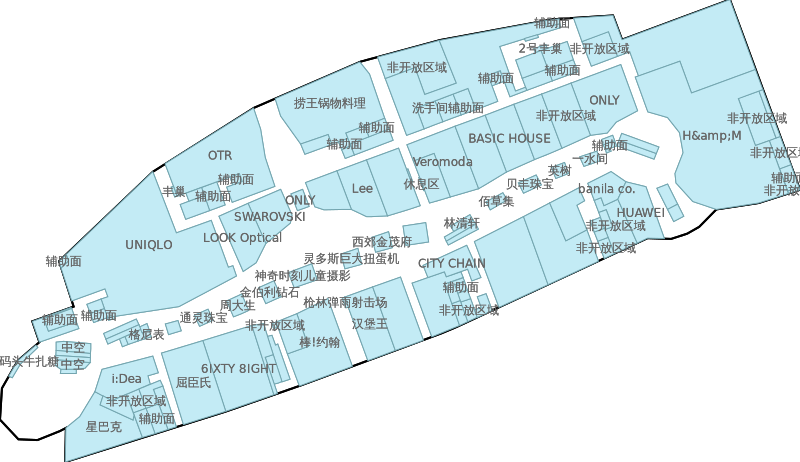 辅助面
2号丰巢
非开放区域
非开放区域
辅助面
辅助面
捞王锅物料理
洗手间辅助面
ONLY
非开放区域
非开放区域
辅助面
辅助面
BASIC HOUSE
H&amp;M
OTR
辅助面
非开放区
Veromoda
一水间
丰巢
辅助面
辅助面
英树
辅助
Lee
休息区
贝丰珠宝
banila co.
非开放
ONLY
佰草集
SWAROVSKI
林清轩
HUAWEI
非开放区域
LOOK Optical
西郊金茂府
UNIQLO
非开放区域
辅助面
灵多斯巨大扭蛋机
CITY CHAIN
神奇时刻儿童摄影
金伯利钻石
辅助面
周大生
枪林弹雨射击场
非开放区域
辅助面
辅助面
通灵珠宝
非开放区域
汉堡王
格尼表
棒!约翰
中空
码头牛扎糖
中空
6IXTY 8IGHT
i:Dea
屈臣氏
非开放区域
辅助面
星巴克